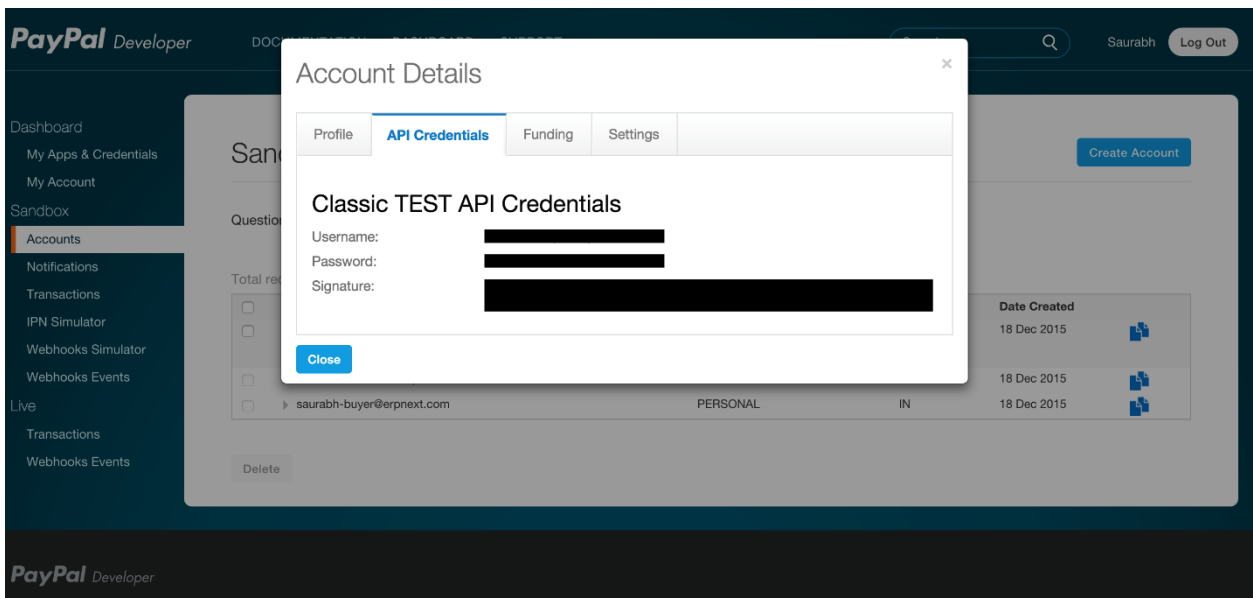 PayPal Developer
Saurabh
Log Out
Account Details
×
Profile API Credentials Funding Settings
Dashboard
My Apps & Credentials
My Account
Create Account
Classic TEST API Credentials
Sandbox
Accounts
Username:
Password:
Signature:
Notifications
Transactions
IPN Simulator
Webhooks Simulator
Webhooks Events
Date Created
18 Dec 2015
Close
18 Dec 2015
saurabh-buyer@erpnext.com PERSONAL IN 18 Dec 2015
Live
Transactions
Webhooks Events
Delete
PayPal Developer